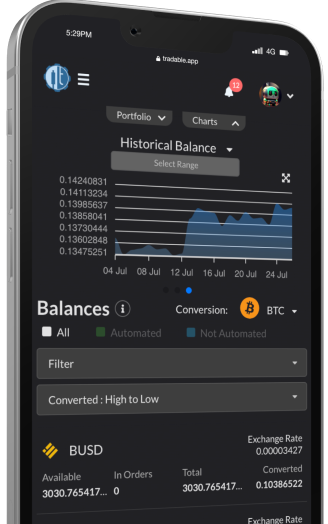 5:29PM
4G
tradable.app
12
Portfolio
Charts
Historical Balance
Select Range
0.14240831
0.14113234
0.13985637
0.13858041
0.13730444
0.13602848
0.13475251
04 Jul 08 Jul 12 Jul 16 Jul 20 Jul 24 Jul
Balances i Conversion: BTC
All Automated Not Automated
Filter
Converted : High to Low
BUSD
Exchange Rate
0.00003427
Available In Orders Total Converted
3030.765417... 0 3030.765417... 0.10386522
Exchange Rate